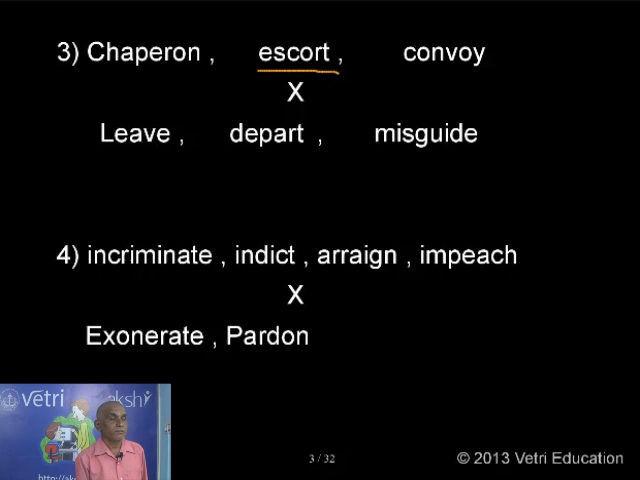 3) Chaperon , escort , convoy
X
Leave , depart , misguide
4) incriminate , indict , arraign , impeach
X
Exonerate , Pardon
vetri
3 / 32
© 2013 Vetri Education